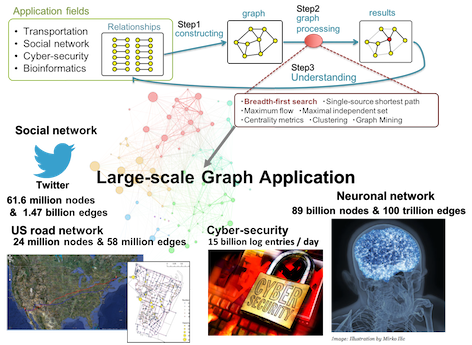 Application fields
• Transportation
• Social network
• Cyber-security
• Bioinformatics
Relationships
Step1
constructing
graph
Step2
graph
processing
results
Step3
Understanding
• Breadth-first search • Single-source shortest path
• Maximum flow • Maximal independent set
• Centrality metrics • Clustering • Graph Mining
Social network
Twitter
61.6 million nodes
& 1.47 billion edges
Large-scale Graph Application
Neuronal network
89 billion nodes & 100 trillion edges
US road network
24 million nodes & 58 million edges
Cyber-security
15 billion log entries / day
CYBER
SECURITY
Image: Illustration by Mirko Ilic